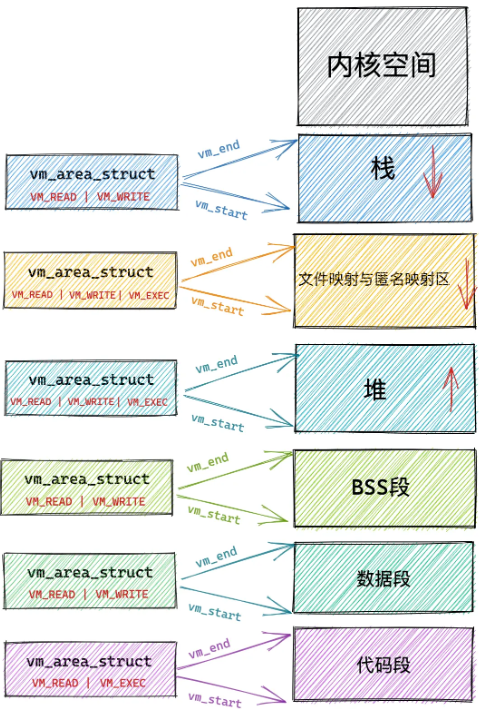 内核空间
vm_area_struct
VM_READ | VM_WRITE
vm_end
vm_start
栈
vm_area_struct
VM_READ | VM_WRITE | VM_EXEC
vm_end
vm_start
文件映射与匿名映射区
vm_area_struct
VM_READ | VM_WRITE | VM_EXEC
vm_end
vm_start
堆
vm_area_struct
VM_READ | VM_WRITE
vm_end
vm_start
BSS段
vm_area_struct
VM_READ | VM_WRITE
vm_end
vm_start
数据段
vm_area_struct
VM_READ | VM_EXEC
vm_end
vm_start
代码段